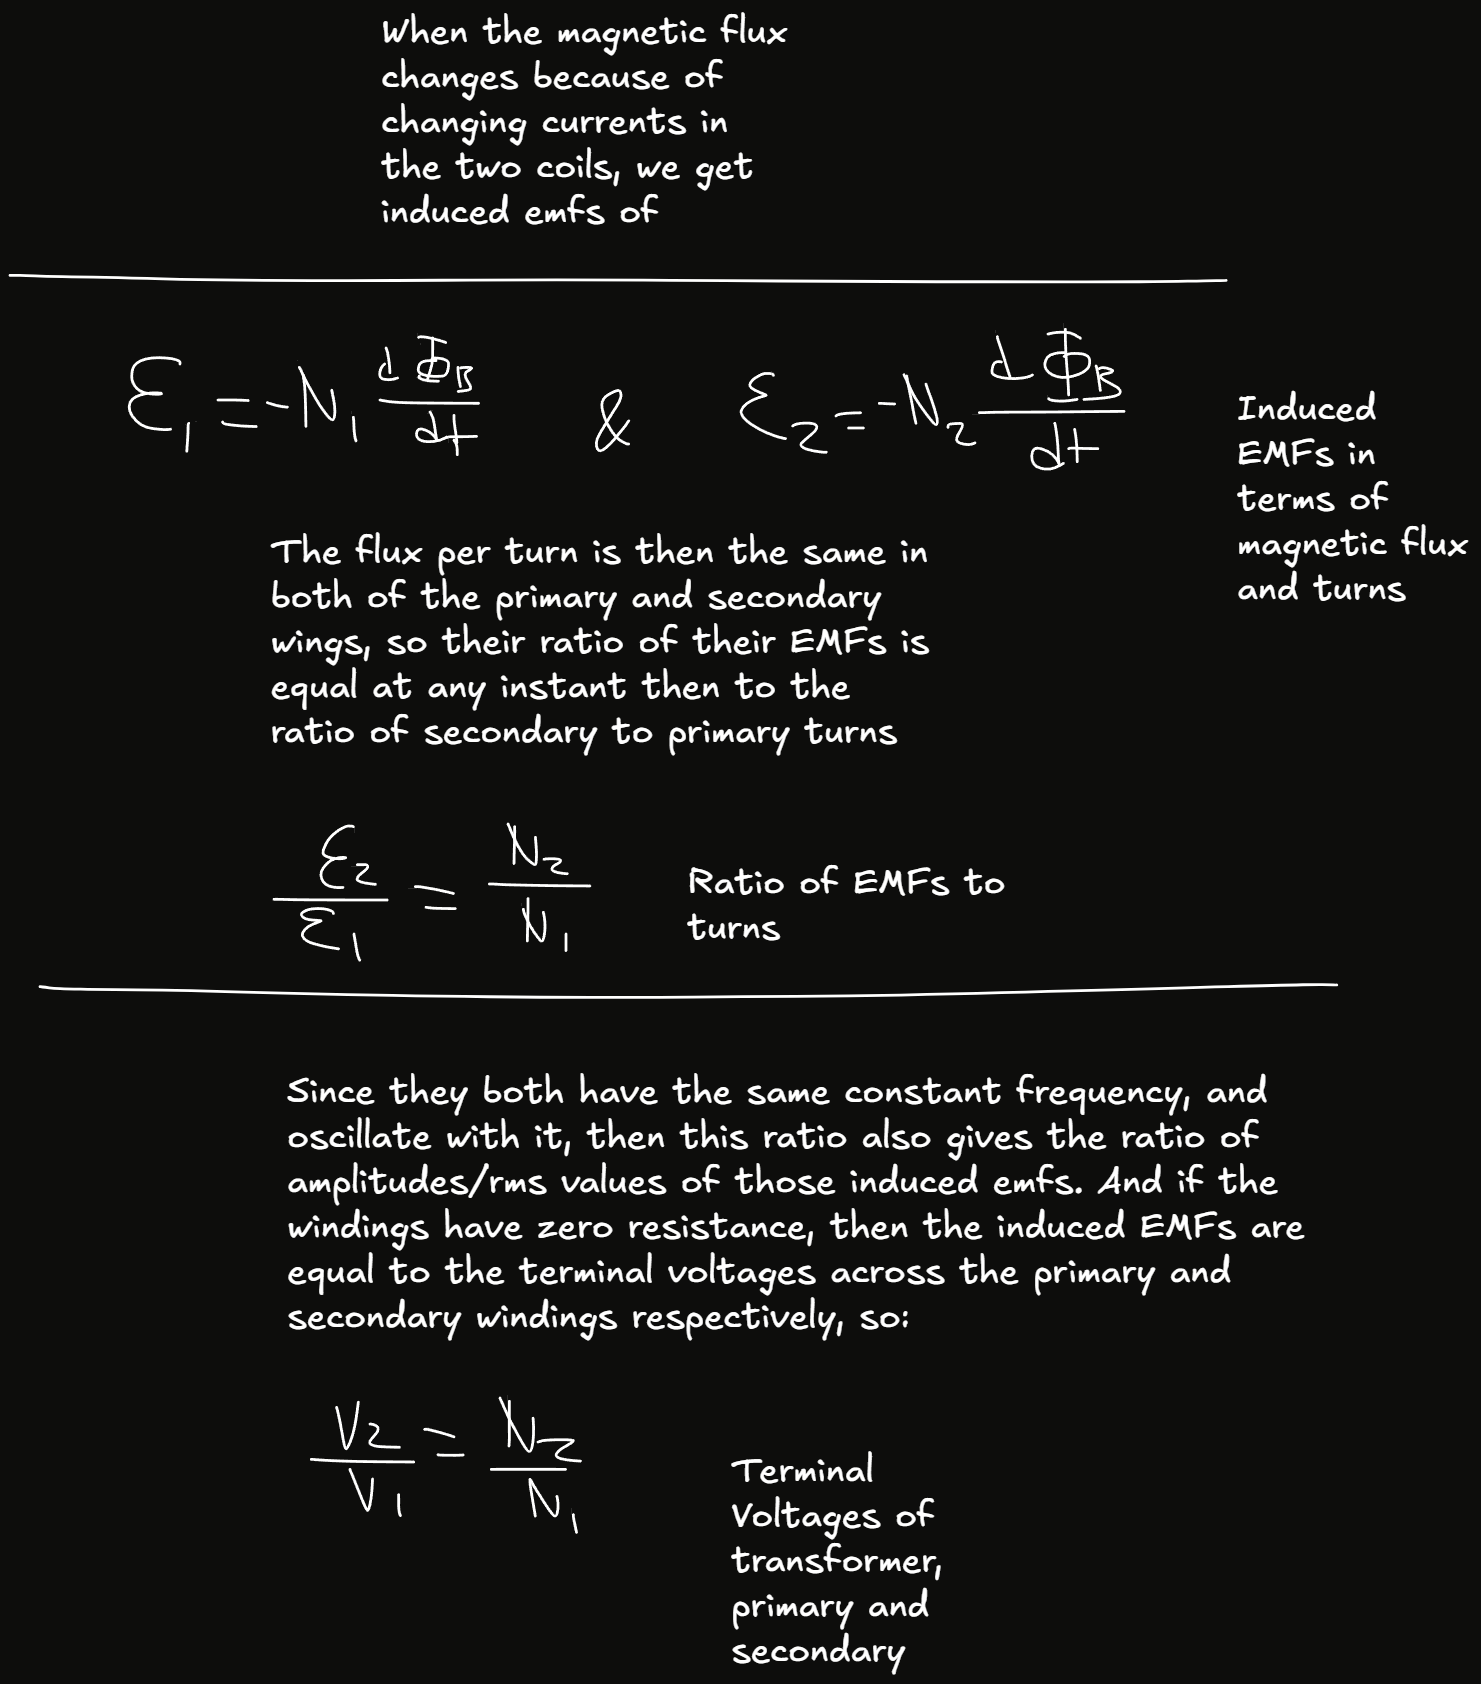 When the magnetic flux
changes because of
changing currents in
the two coils, we get
induced emfs of
ℰ₁ = -N₁ dΦ_B/dt & ℰ₂ = -N₂ dΦ_B/dt
Induced
EMFs in
terms of
magnetic flux
and turns
The flux per turn is then the same in
both of the primary and secondary
wings, so their ratio of their EMFs is
equal at any instant then to the
ratio of secondary to primary turns
ℰ₂/ℰ₁ = N₂/N₁
Ratio of EMFs to
turns
Since they both have the same constant frequency, and
oscillate with it, then this ratio also gives the ratio of
amplitudes/rms values of those induced emfs. And if the
windings have zero resistance, then the induced EMFs are
equal to the terminal voltages across the primary and
secondary windings respectively, so:
V₂/V₁ = N₂/N₁
Terminal
Voltages of
transformer,
primary and
secondary